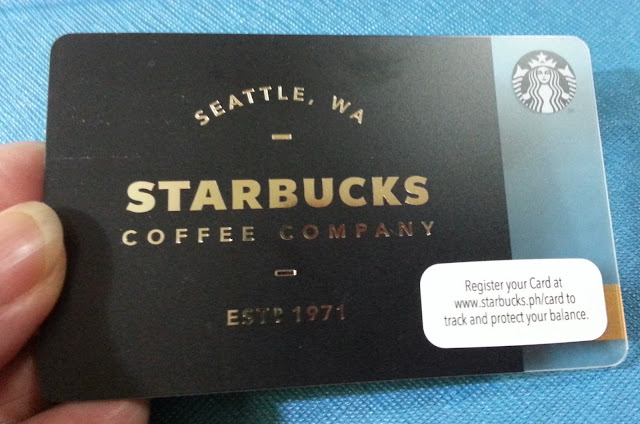 SEATTLE, WA
STARBUCKS
COFFEE COMPANY
ESTD 1971
Register your Card at
www.starbucks.ph/card to
track and protect your balance.